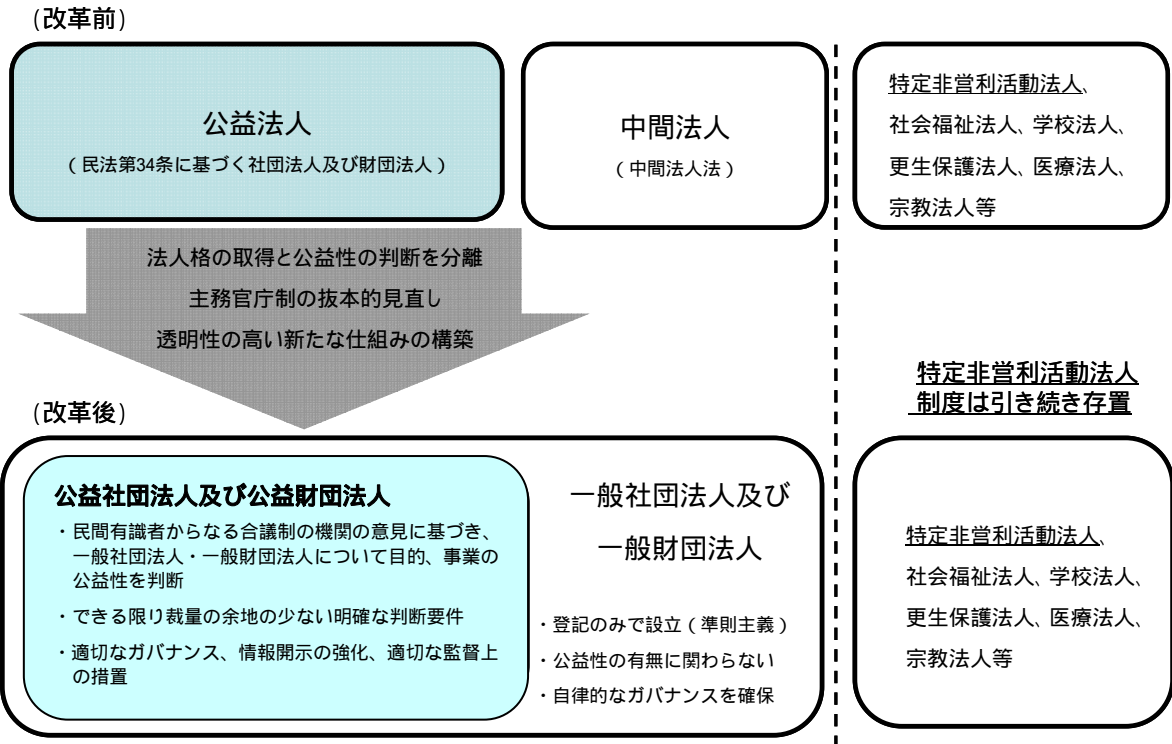 (改革前)
公益法人
（民法第34条に基づく社団法人及び財団法人）
中間法人
（中間法人法）
特定非営利活動法人、
社会福祉法人、学校法人、
更生保護法人、医療法人、
宗教法人等
法人格の取得と公益性の判断を分離
主務官庁制の抜本的見直し
透明性の高い新たな仕組みの構築
特定非営利活動法人
制度は引き続き存置
(改革後)
公益社団法人及び公益財団法人
・民間有識者からなる合議制の機関の意見に基づき、
一般社団法人・一般財団法人について目的、事業の
公益性を判断
・できる限り裁量の余地の少ない明確な判断要件
・適切なガバナンス、情報開示の強化、適切な監督上
の措置
一般社団法人及び
一般財団法人
・登記のみで設立（準則主義）
・公益性の有無に関わらない
・自律的なガバナンスを確保
特定非営利活動法人、
社会福祉法人、学校法人、
更生保護法人、医療法人、
宗教法人等